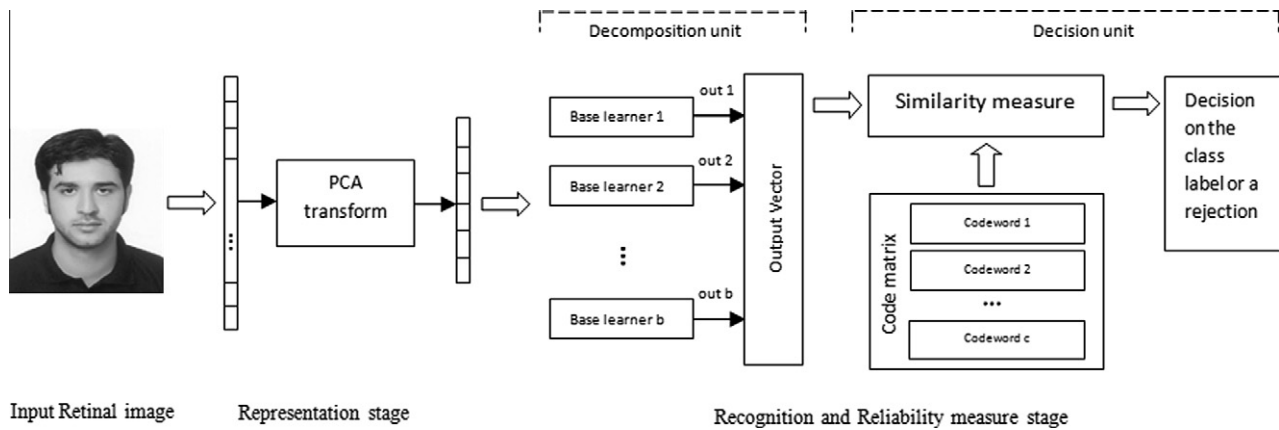 Decomposition unit
Decision unit
PCA
transform
Base learner 1
out 1
Base learner 2
out 2
...
Base learner b
out b
Output Vector
Similarity measure
Code matrix
Codeword 1
Codeword 2
...
Codeword c
Decision
on the
class
label or a
rejection
Input Retinal image
Representation stage
Recognition and Reliability measure stage